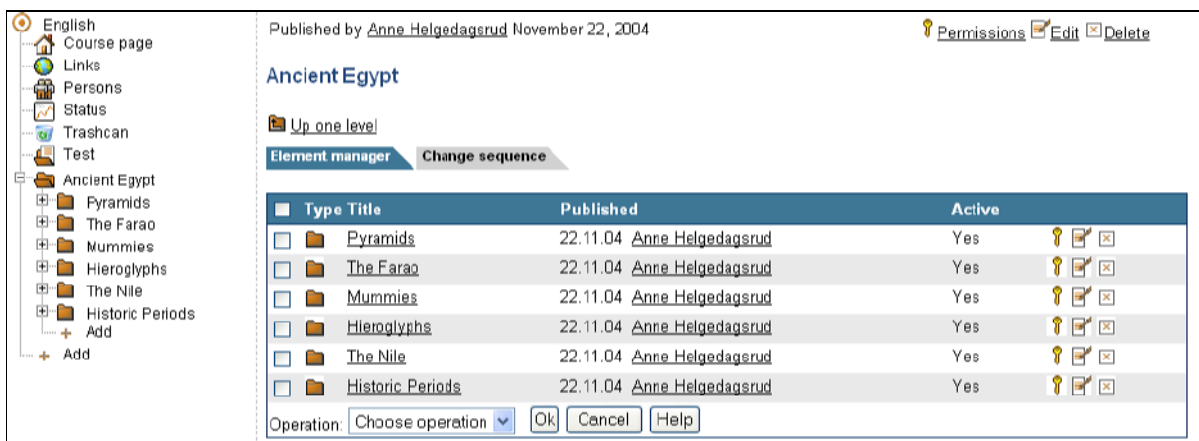 English
Course page
Links
Persons
Status
Trashcan
Test
Ancient Egypt
Pyramids
The Farao
Mummies
Hieroglyphs
The Nile
Historic Periods
Add
Add
Published by Anne Helgedagsrud November 22, 2004
Permissions Edit Delete
Ancient Egypt
Up one level
Element manager Change sequence
Type Title Published Active
Pyramids 22.11.04 Anne Helgedagsrud Yes
The Farao 22.11.04 Anne Helgedagsrud Yes
Mummies 22.11.04 Anne Helgedagsrud Yes
Hieroglyphs 22.11.04 Anne Helgedagsrud Yes
The Nile 22.11.04 Anne Helgedagsrud Yes
Historic Periods 22.11.04 Anne Helgedagsrud Yes
Operation: Choose operation Ok Cancel Help